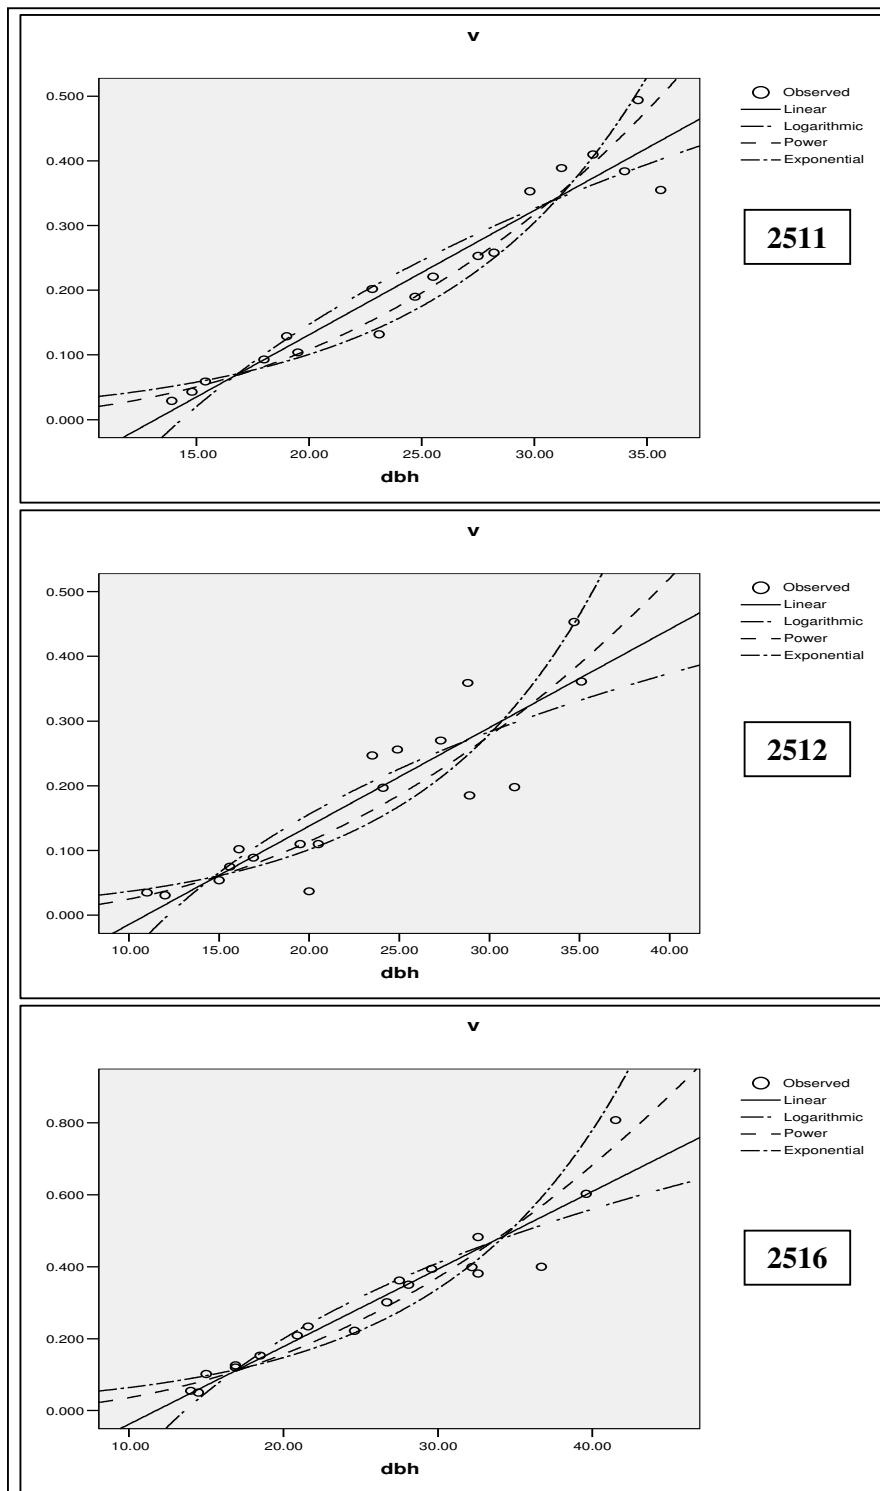 v
0.500
0.400
0.300
0.200
0.100
0.000
15.00 20.00 25.00 30.00 35.00
dbh
Observed
Linear
Logarithmic
Power
Exponential
2511
v
0.500
0.400
0.300
0.200
0.100
0.000
10.00 15.00 20.00 25.00 30.00 35.00 40.00
dbh
Observed
Linear
Logarithmic
Power
Exponential
2512
v
0.800
0.600
0.400
0.200
0.000
10.00 20.00 30.00 40.00
dbh
Observed
Linear
Logarithmic
Power
Exponential
2516